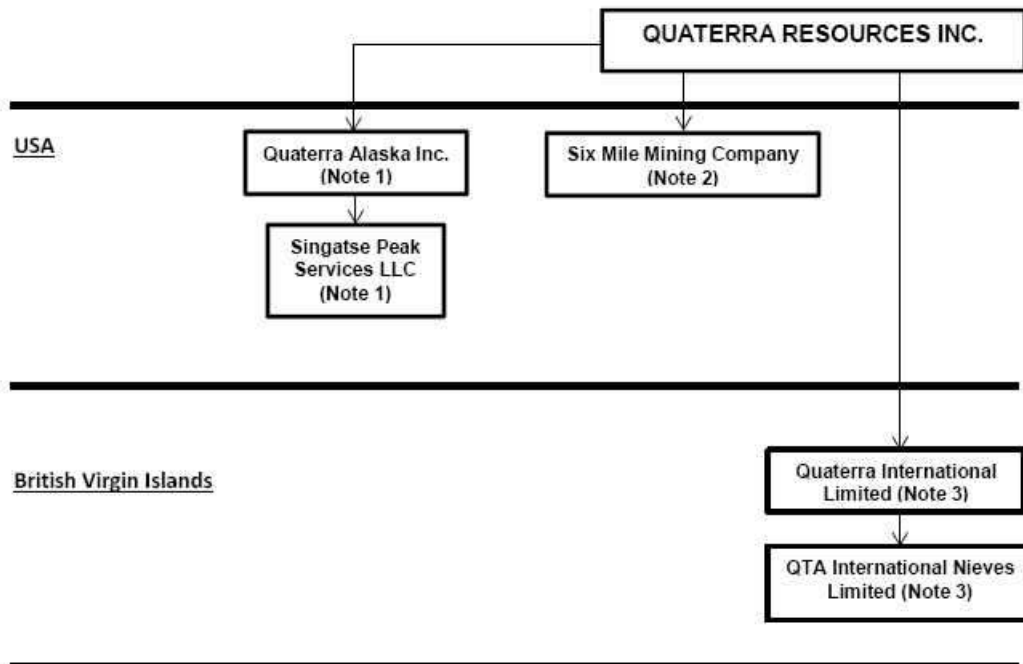 QUATERRA RESOURCES INC.
USA
Quaterra Alaska Inc.
(Note 1)
Six Mile Mining Company
(Note 2)
Singatse Peak
Services LLC
(Note 1)
British Virgin Islands
Quaterra International
Limited (Note 3)
QTA International Nieves
Limited (Note 3)